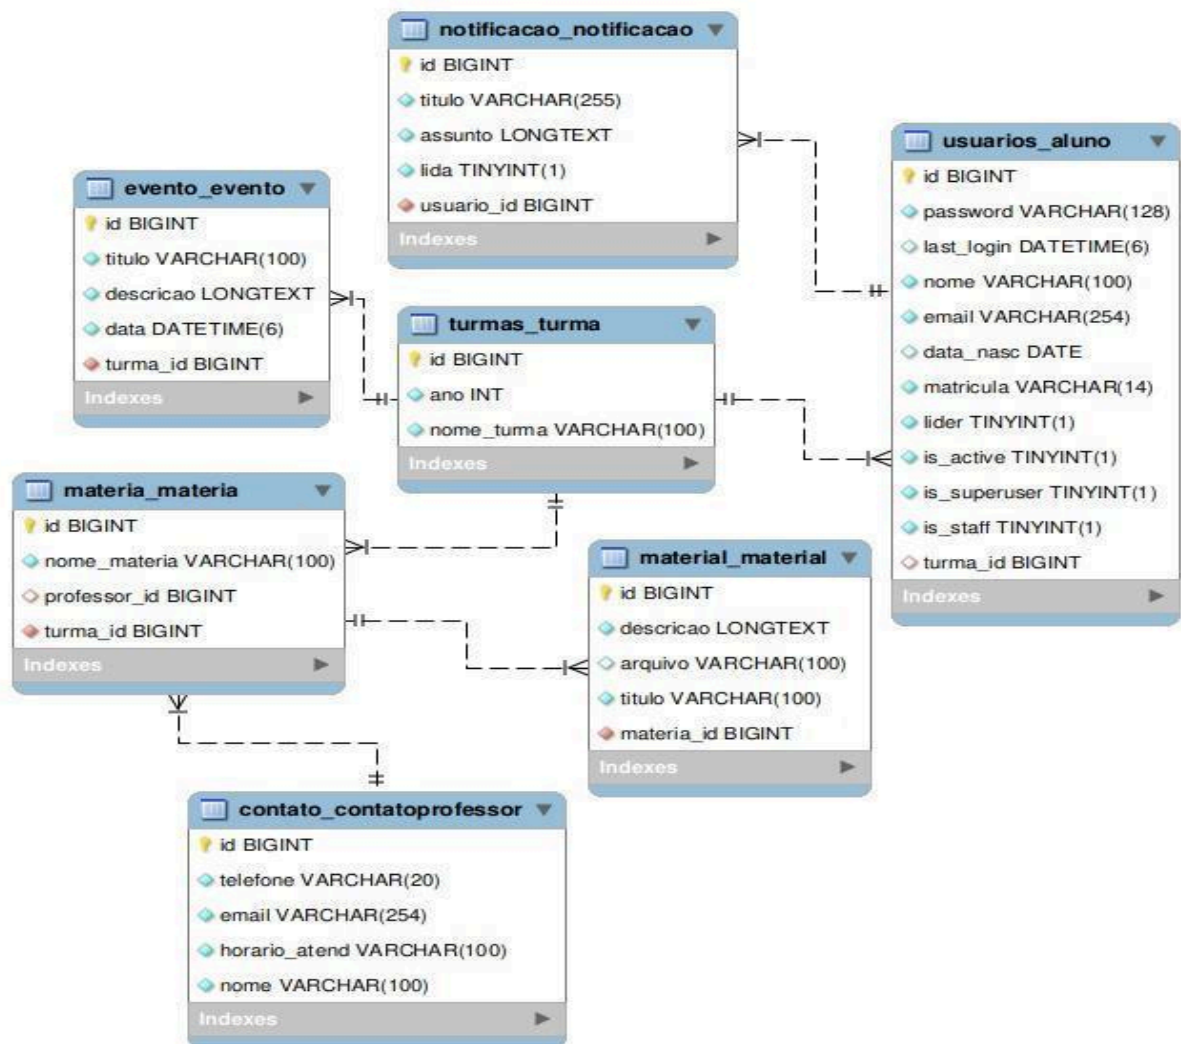 notificacao_notificacao
id BIGINT
titulo VARCHAR(255)
assunto LONGTEXT
lida TINYINT(1)
usuario_id BIGINT
Indexes
usuarios_aluno
id BIGINT
password VARCHAR(128)
last_login DATETIME(6)
nome VARCHAR(100)
email VARCHAR(254)
data_nasc DATE
matricula VARCHAR(14)
lider TINYINT(1)
is_active TINYINT(1)
is_superuser TINYINT(1)
is_staff TINYINT(1)
turma_id BIGINT
Indexes
evento_evento
id BIGINT
titulo VARCHAR(100)
descricao LONGTEXT
data DATETIME(6)
turma_id BIGINT
Indexes
turmas_turma
id BIGINT
ano INT
nome_turma VARCHAR(100)
Indexes
materia_materia
id BIGINT
nome_materia VARCHAR(100)
professor_id BIGINT
turma_id BIGINT
Indexes
material_material
id BIGINT
descricao LONGTEXT
arquivo VARCHAR(100)
titulo VARCHAR(100)
materia_id BIGINT
Indexes
contato_contatoprofessor
id BIGINT
telefone VARCHAR(20)
email VARCHAR(254)
horario_atend VARCHAR(100)
nome VARCHAR(100)
Indexes